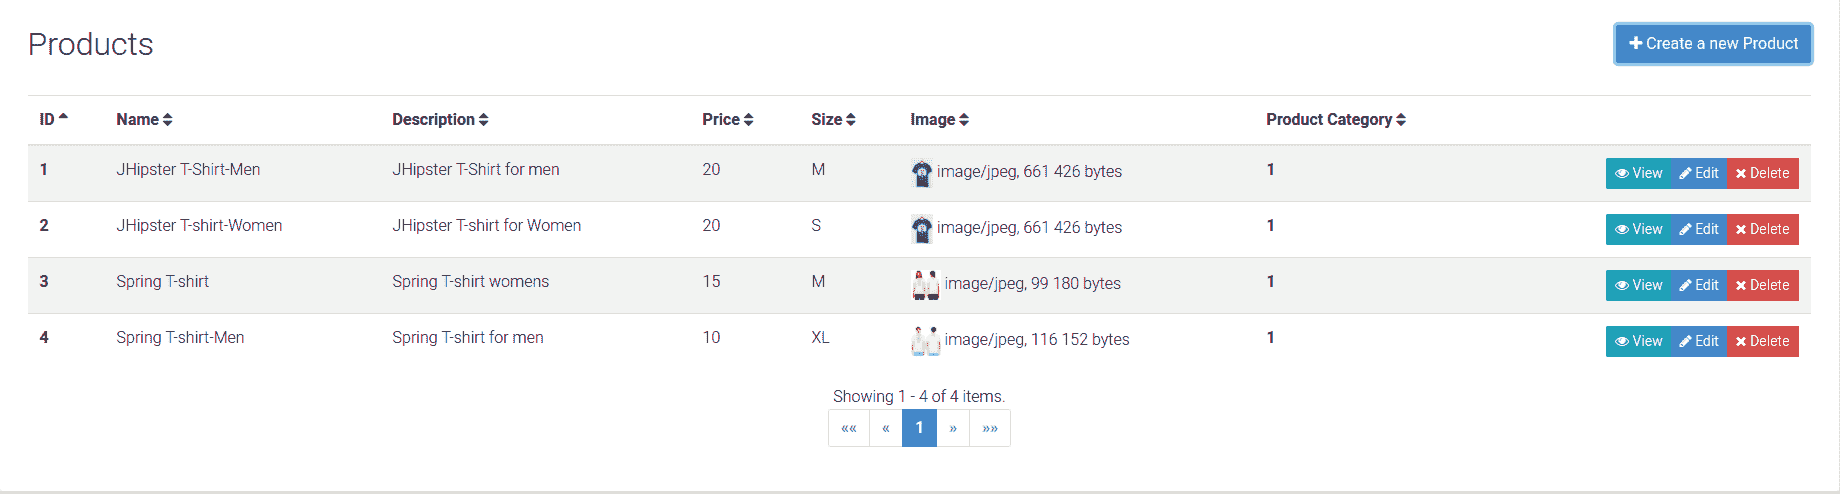 Products
Create a new Product
ID Name Description Price Size Image Product Category
1 JHipster T-Shirt-Men JHipster T-Shirt for men 20 M image/jpeg, 661 426 bytes 1 View Edit Delete
2 JHipster T-shirt-Women JHipster T-shirt for Women 20 S image/jpeg, 661 426 bytes 1 View Edit Delete
3 Spring T-shirt Spring T-shirt womens 15 M image/jpeg, 99 180 bytes 1 View Edit Delete
4 Spring T-shirt-Men Spring T-shirt for men 10 XL image/jpeg, 116 152 bytes 1 View Edit Delete
Showing 1 - 4 of 4 items.
«« « 1 » »»